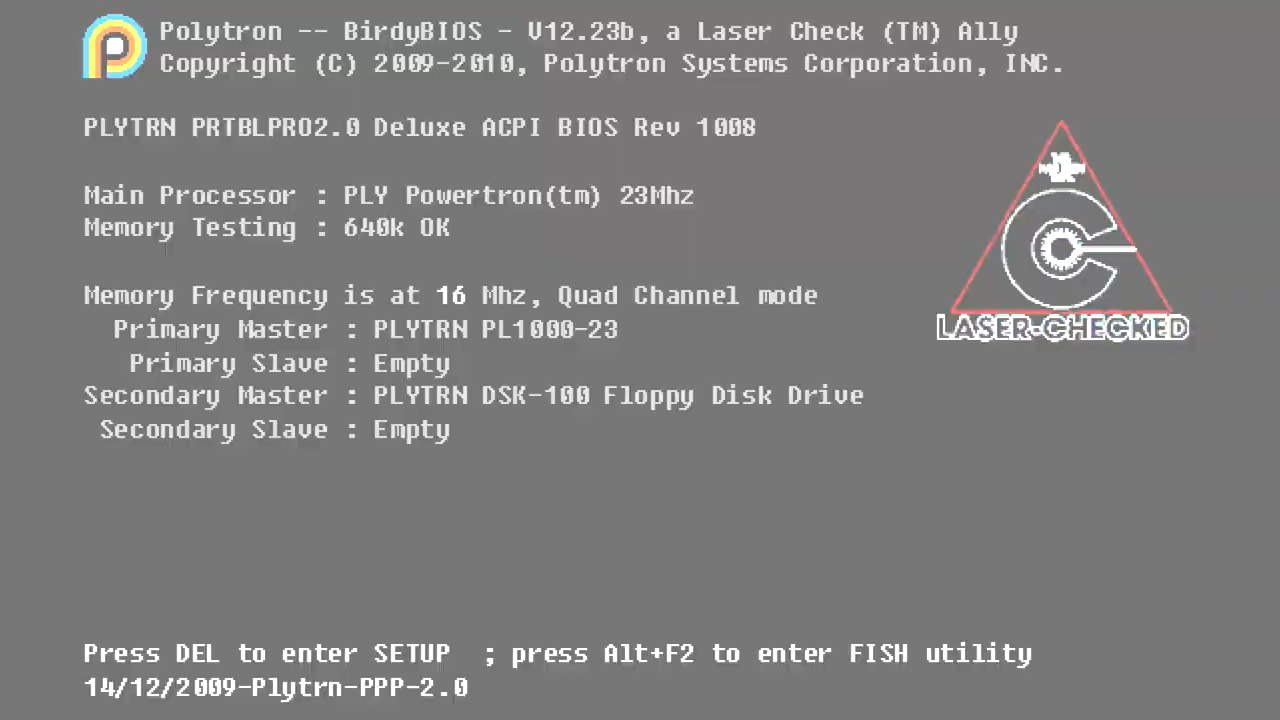 Polytron -- BirdyBIOS - V12.23b, a Laser Check (TM) Ally
Copyright (C) 2009-2010, Polytron Systems Corporation, INC.
PLYTRN PRTBLPRO2.0 Deluxe ACPI BIOS Rev 1008
Main Processor : PLY Powertron(tm) 23Mhz
Memory Testing : 640k OK
Memory Frequency is at 16 Mhz, Quad Channel mode
Primary Master : PLYTRN PL1000-23
Primary Slave : Empty
Secondary Master : PLYTRN DSK-100 Floppy Disk Drive
Secondary Slave : Empty
LASER-CHECKED
Press DEL to enter SETUP  ; press Alt+F2 to enter FISH utility
14/12/2009-Plytrn-PPP-2.0